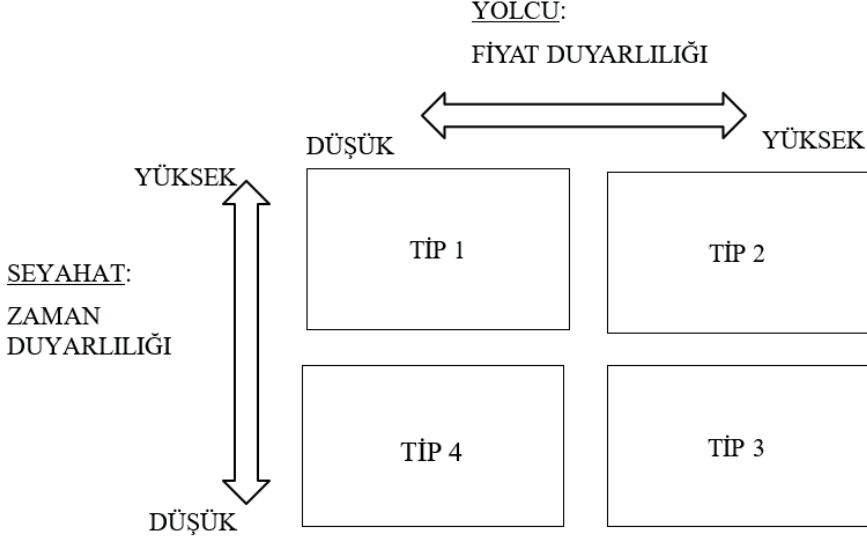 YOLCU:
FİYAT DUYARLILIĞI
DÜŞÜK
YÜKSEK
YÜKSEK
TİP 1
TİP 2
SEYAHAT:
ZAMAN
DUYARLILIĞI
TİP 4
TİP 3
DÜŞÜK